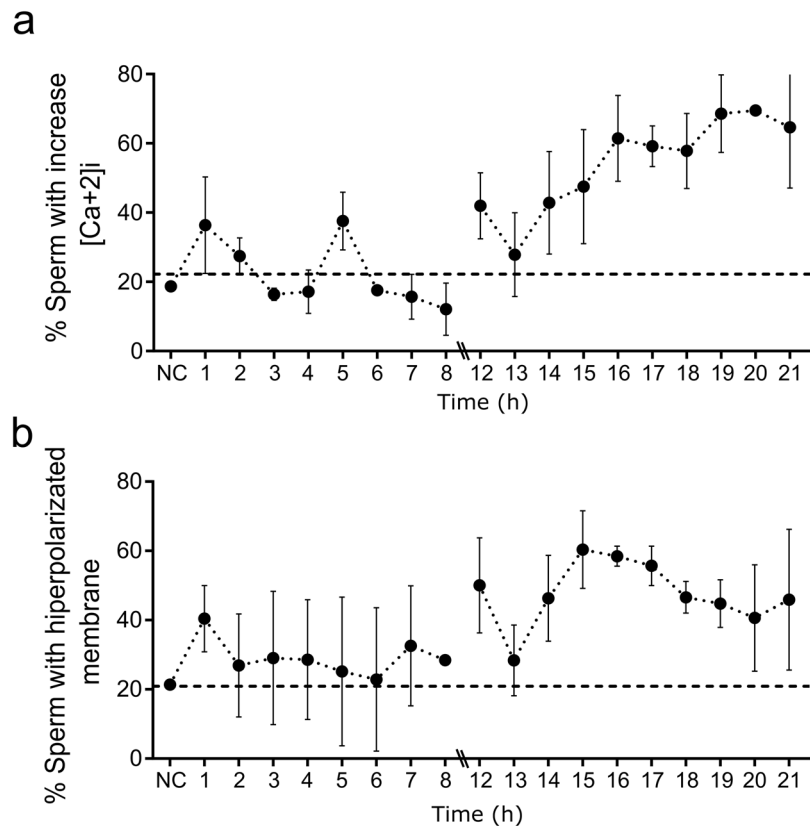 a
% Sperm with increase
[Ca+2]i
80
60
40
20
0
NC 1 2 3 4 5 6 7 8 12 13 14 15 16 17 18 19 20 21
Time (h)
b
% Sperm with hiperpolarizated
membrane
80
60
40
20
0
NC 1 2 3 4 5 6 7 8 12 13 14 15 16 17 18 19 20 21
Time (h)